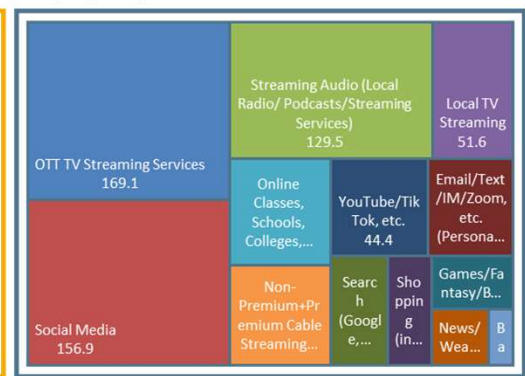 OTT TV Streaming Services
169.1
Social Media
156.9
Streaming Audio (Local
Radio/ Podcasts/Streaming
Services)
129.5
Local TV
Streaming
51.6
Online
Classes,
Schools,
Colleges,...
YouTube/Tik
Tok, etc.
44.4
Email/Text
/IM/Zoom,
etc.
(Persona...
Non-
Premium+Pr
emium Cable
Streaming...
Searc
h
(Googl
e,...
Sho
ppin
g
(in...
Games/Fa
ntasy/B...
News/
Wea...
B
a